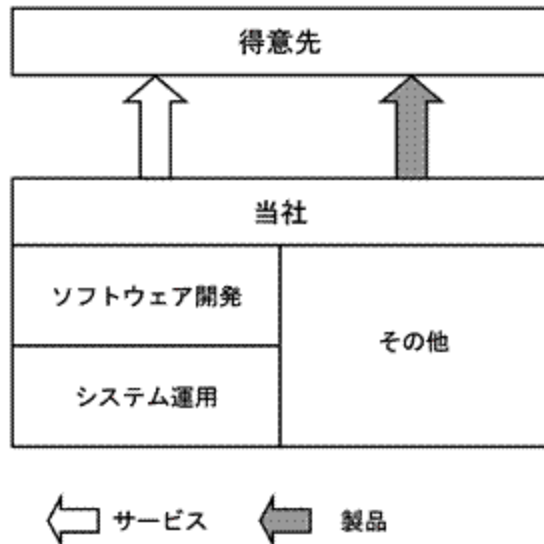 得意先
当社
ソフトウェア開発
その他
システム運用
サービス 製品